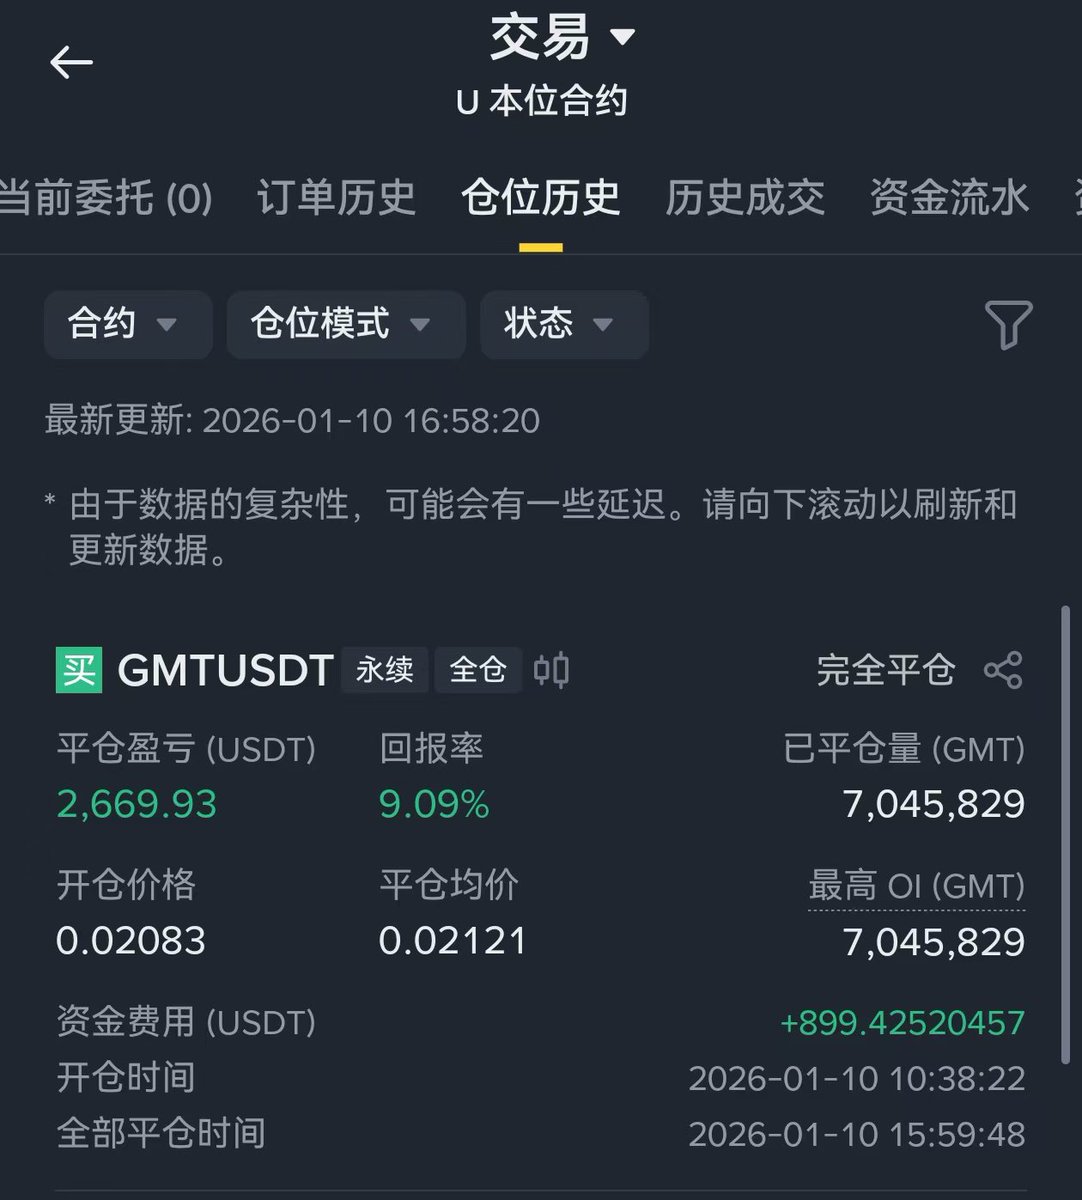 交易
U 本位合约
当前委托 (0) 订单历史 仓位历史 历史成交 资金流水
合约 仓位模式 状态
最新更新: 2026-01-10 16:58:20
* 由于数据的复杂性，可能会有一些延迟。请向下滚动以刷新和
更新数据。
买 GMTUSDT 永续 全仓 完全平仓
平仓盈亏 (USDT) 回报率 已平仓量 (GMT)
2,669.93 9.09% 7,045,829
开仓价格 平仓均价 最高 OI (GMT)
0.02083 0.02121 7,045,829
资金费用 (USDT) +899.42520457
开仓时间 2026-01-10 10:38:22
全部平仓时间 2026-01-10 15:59:48